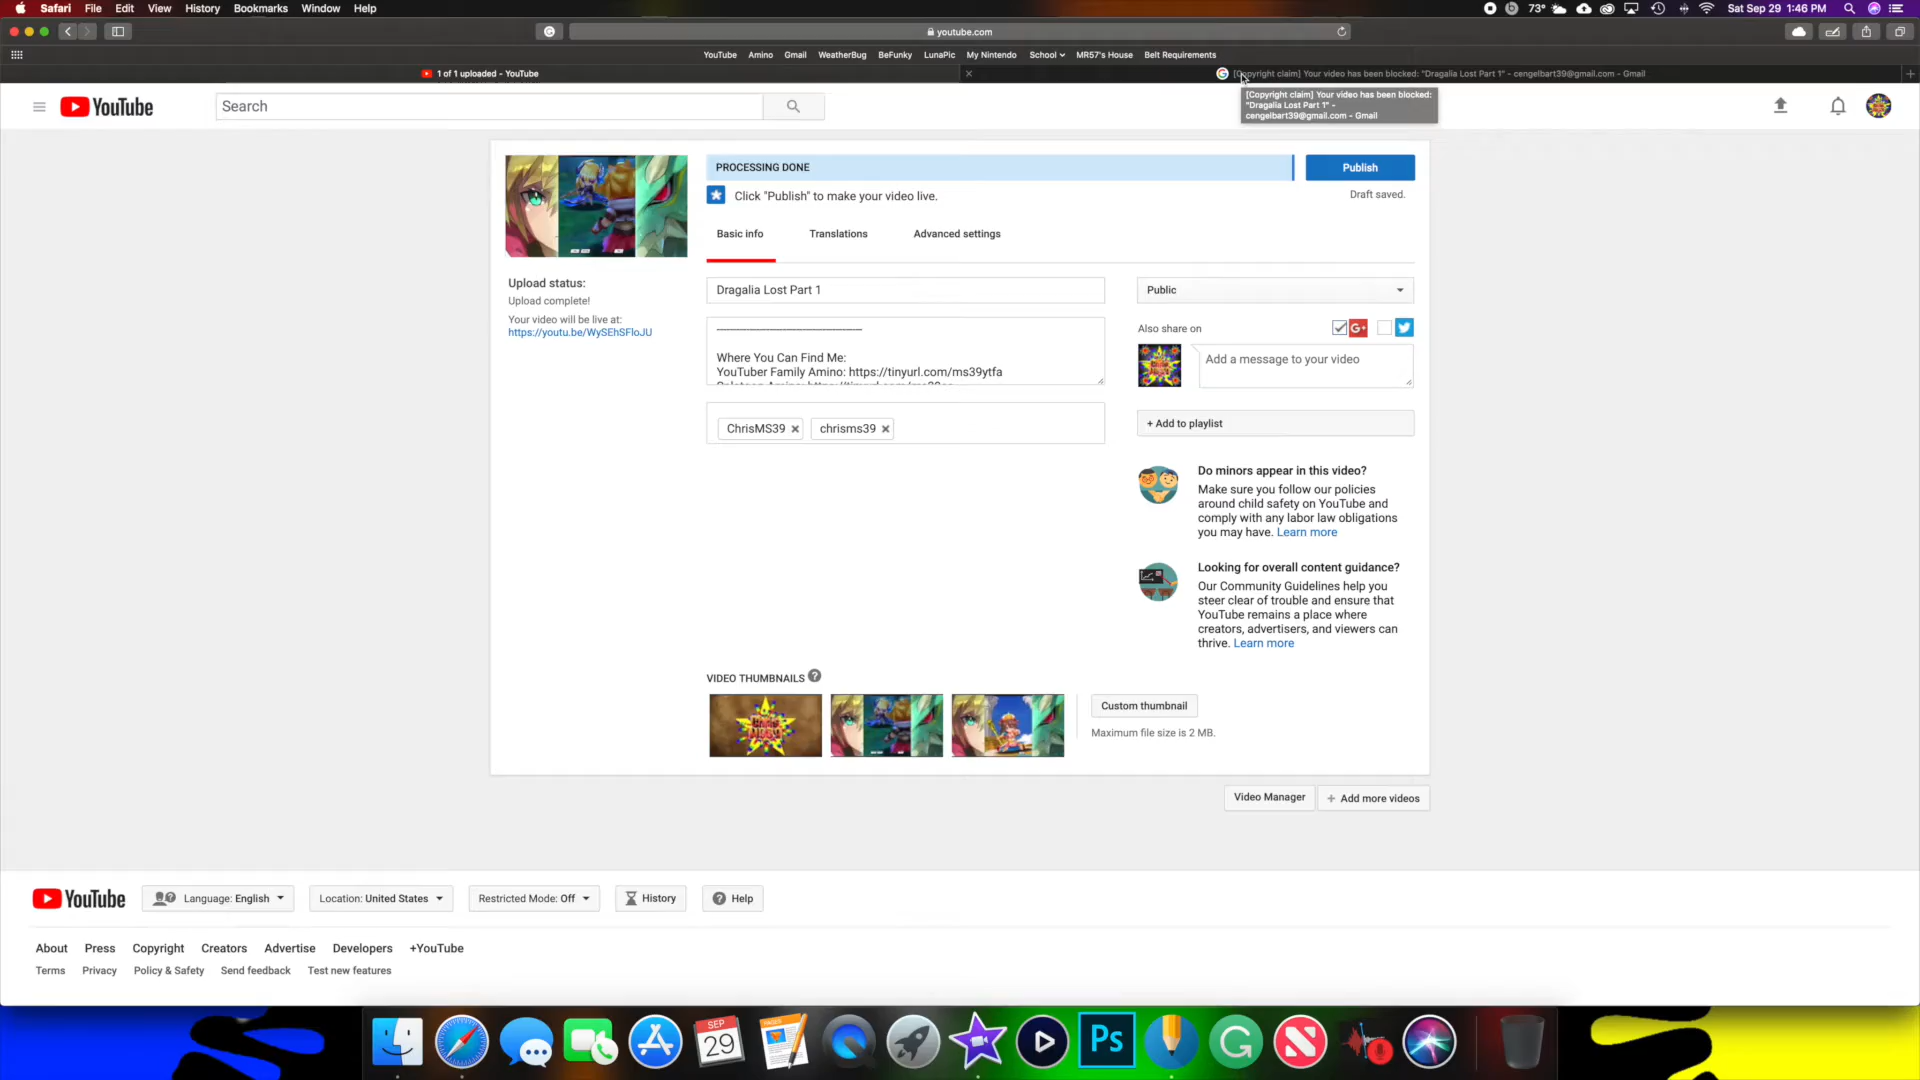 Safari File Edit View History Bookmarks Window Help
73° Sat Sep 29 1:46 PM
youtube.com
YouTube Amino Gmail WeatherBug BeFunky LunaPic My Nintendo School MR57's House Belt Requirements
1 of 1 uploaded - YouTube
[Copyright claim] Your video has been blocked: "Dragalia Lost Part 1" - cengelbart39@gmail.com - Gmail
[Copyright claim] Your video has been blocked:
"Dragalia Lost Part 1" -
cengelbart39@gmail.com - Gmail
YouTube
Search
PROCESSING DONE
Publish
Click "Publish" to make your video live.
Draft saved.
Basic info Translations Advanced settings
Upload status:
Upload complete!
Your video will be live at:
https://youtu.be/WySEhSFloJU
Dragalia Lost Part 1
Public
Where You Can Find Me:
YouTuber Family Amino: https://tinyurl.com/ms39ytfa
Also share on
G+
Add a message to your video
ChrisMS39 chrisms39
+ Add to playlist
Do minors appear in this video?
Make sure you follow our policies
around child safety on YouTube and
comply with any labor law obligations
you may have. Learn more
Looking for overall content guidance?
Our Community Guidelines help you
steer clear of trouble and ensure that
YouTube remains a place where
creators, advertisers, and viewers can
thrive. Learn more
VIDEO THUMBNAILS ?
Custom thumbnail
Maximum file size is 2 MB.
Video Manager
+ Add more videos
YouTube
Language: English
Location: United States
Restricted Mode: Off
History
Help
About Press Copyright Creators Advertise Developers +YouTube
Terms Privacy Policy & Safety Send feedback Test new features
SEP
29
PAGES
Ps